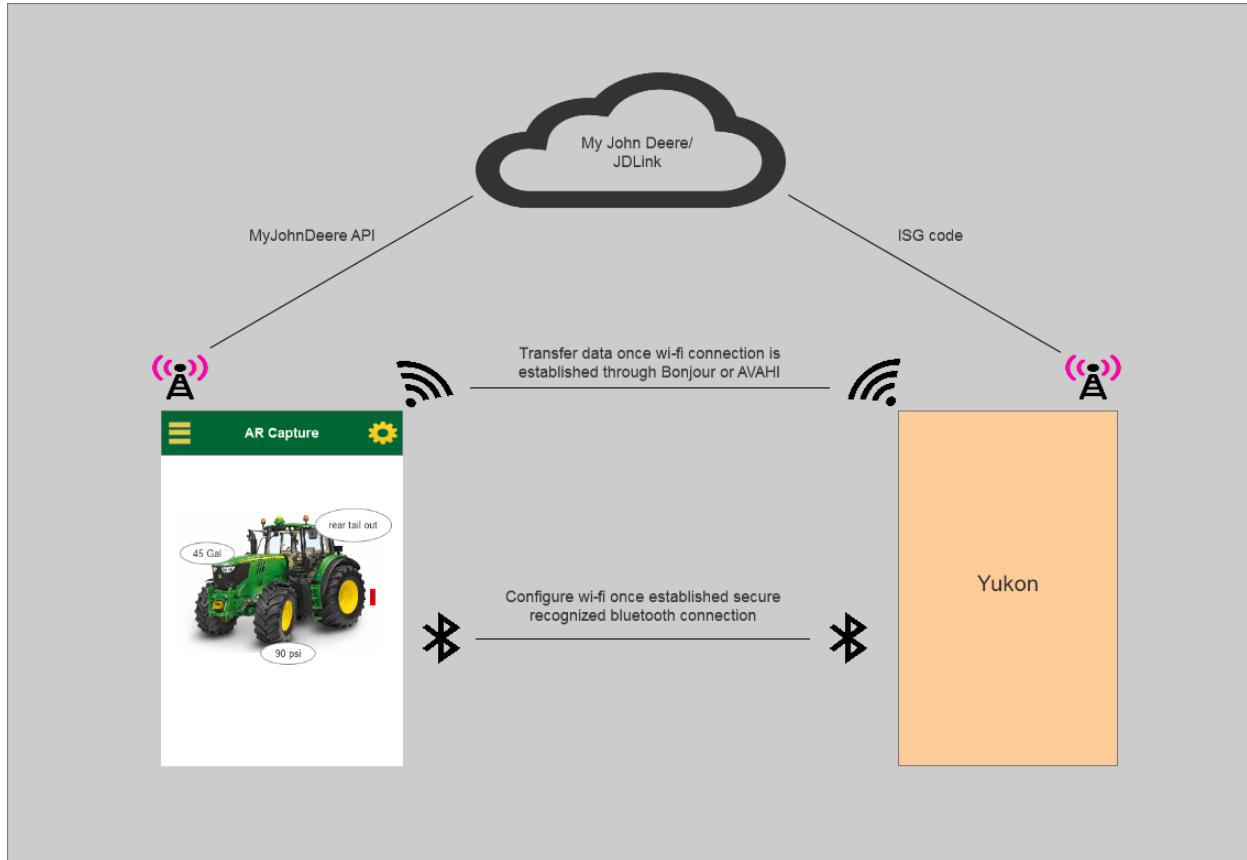 My John Deere/
JDLink
MyJohnDeere API
ISG code
Transfer data once wi-fi connection is
established through Bonjour or AVAHI
AR Capture
rear tail out
45 Gal
90 psi
Configure wi-fi once established secure
recognized bluetooth connection
Yukon